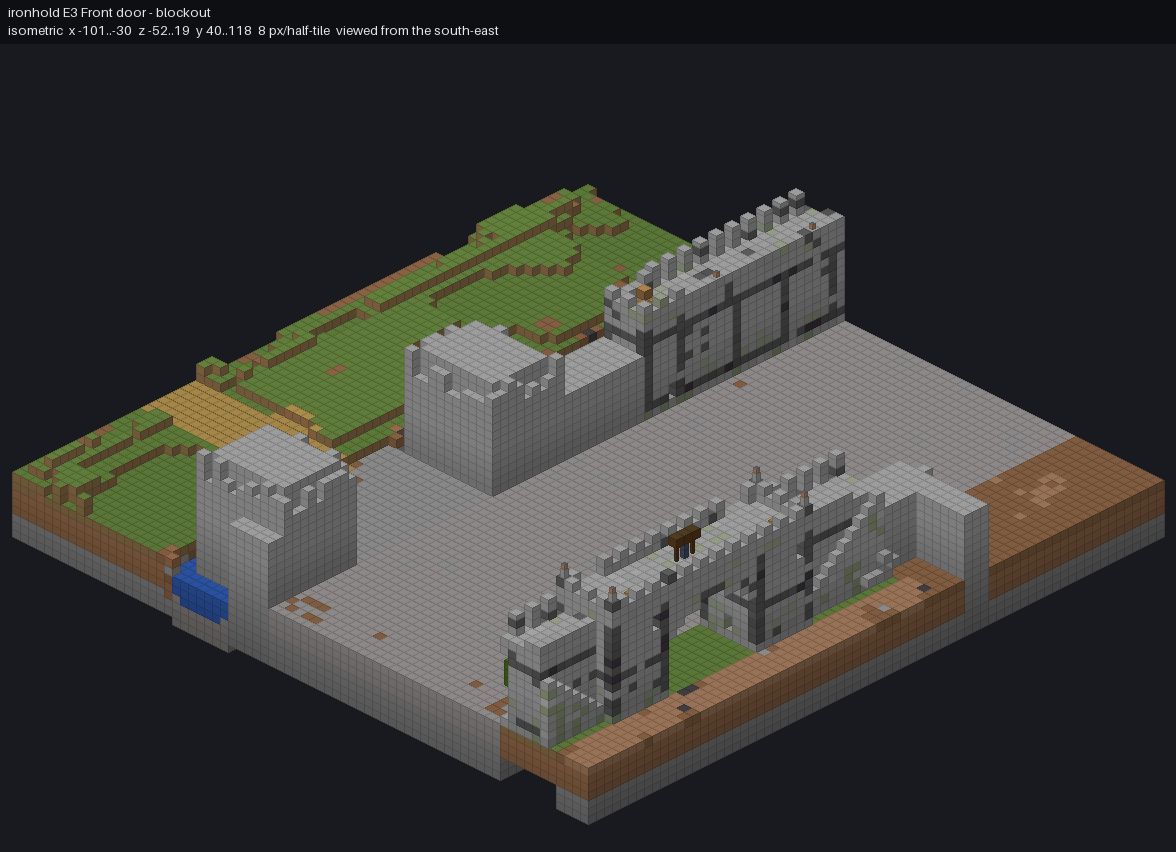 ironhold E3 Front door - blockout
isometric x -101..-30 z -52..19 y 40..118 8 px/half-tile viewed from the south-east